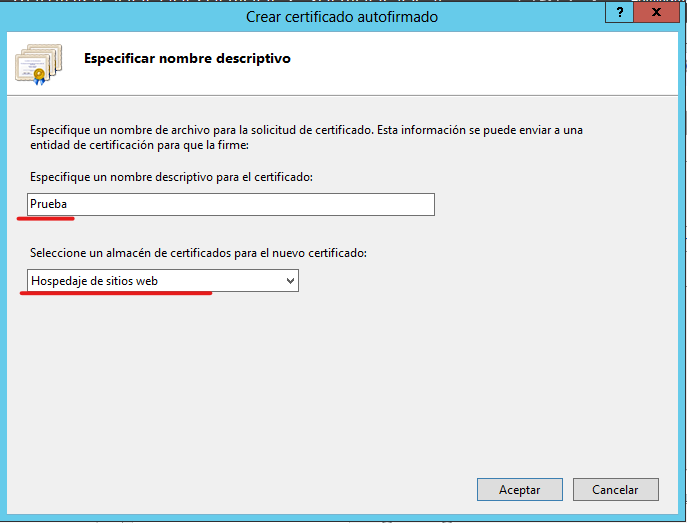 Crear certificado autofirmado
?
x
Especificar nombre descriptivo
Especifique un nombre de archivo para la solicitud de certificado. Esta información se puede enviar a una
entidad de certificación para que la firme:
Especifique un nombre descriptivo para el certificado:
Prueba
Seleccione un almacén de certificados para el nuevo certificado:
Hospedaje de sitios web
Aceptar
Cancelar